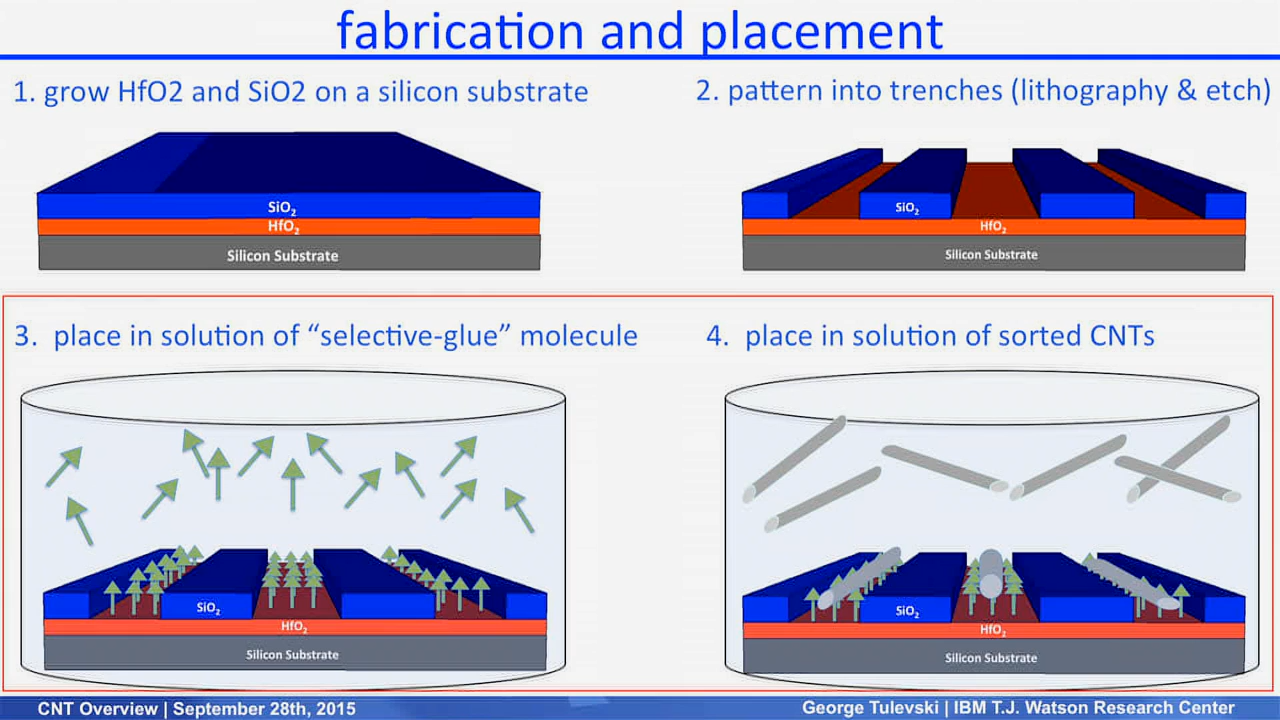 fabrication and placement
1. grow HfO2 and SiO2 on a silicon substrate
2. pattern into trenches (lithography & etch)
SiO₂
HfO₂
Silicon Substrate
SiO₂
HfO₂
Silicon Substrate
3. place in solution of “selective-glue” molecule
4. place in solution of sorted CNTs
SiO₂
HfO₂
Silicon Substrate
SiO₂
HfO₂
Silicon Substrate
CNT Overview | September 28th, 2015
George Tulevski | IBM T.J. Watson Research Center